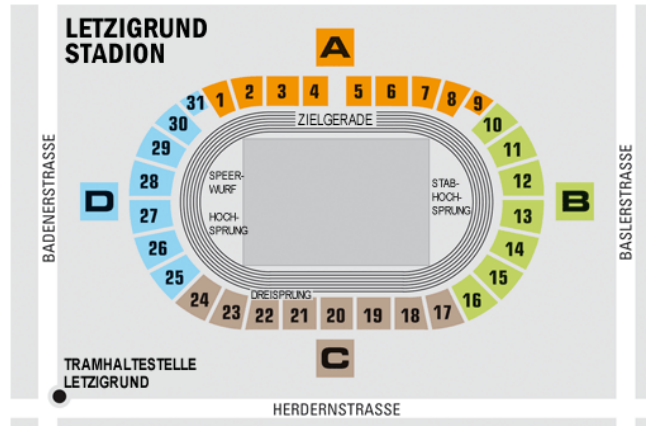 LETZIGRUND
STADION
A
31 1 2 3 4 5 6 7 8 9
30 10
29 11
28 12
27 13
26 14
25 15
24 23 22 21 20 19 18 17 16
ZIELGERADE
SPEER-
WURF
HOCH-
SPRUNG
STAB-
HOCH-
SPRUNG
DREISPRUNG
D
B
C
BADENERSTRASSE
BASLERSTRASSE
TRAMHALTESTELLE
LETZIGRUND
HERDERNSTRASSE